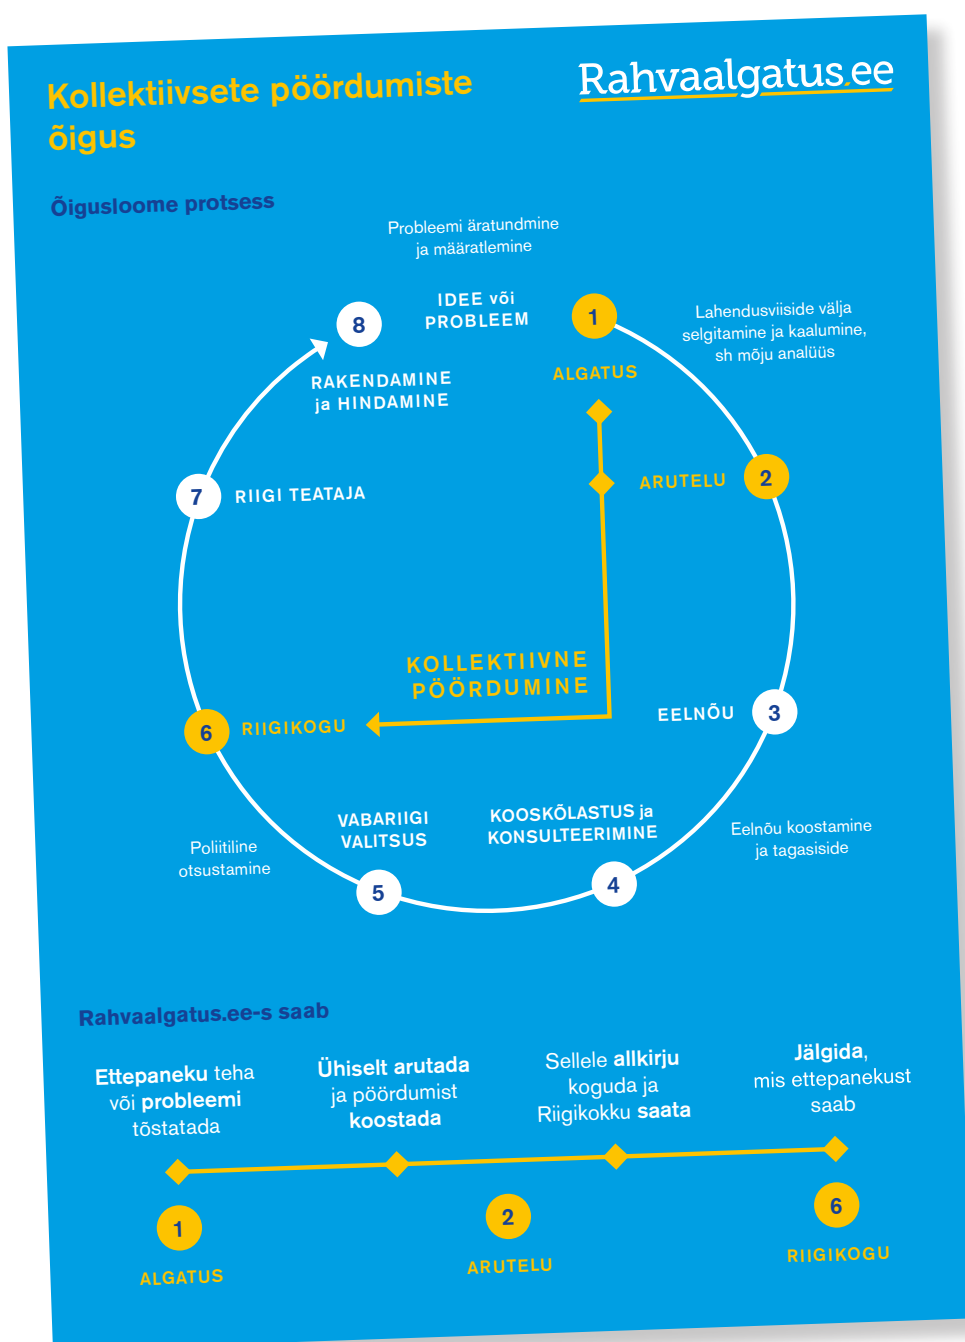 Kollektiivsete pöördumiste
õigus
Rahvaalgatus.ee
Õigusloome protsess
Probleemi äratundmine
ja määratlemine
IDEE või
PROBLEEM
8
1
Lahendusviiside välja
selgitamine ja kaalumine,
sh mõju analüüs
RAKENDAMINE
ja HINDAMINE
ALGATUS
7
RIIGI TEATAJA
ARUTELU
2
KOLLEKTIIVNE
PÖÖRDUMINE
6
RIIGIKOGU
EELNÕU
3
VABARIIGI
VALITSUS
KOOSKÕLASTUS ja
KONSULTEERIMINE
Poliitiline
otsustamine
Eelnõu koostamine
ja tagasiside
5
4
Rahvaalgatus.ee-s saab
Ettepaneku teha
või probleemi
tõstatada
Ühiselt arutada
ja pöördumist
koostada
Sellele allkirju
koguda ja
Riigikokku saata
Jälgida,
mis ettepanekust
saab
1
ALGATUS
2
ARUTELU
6
RIIGIKOGU